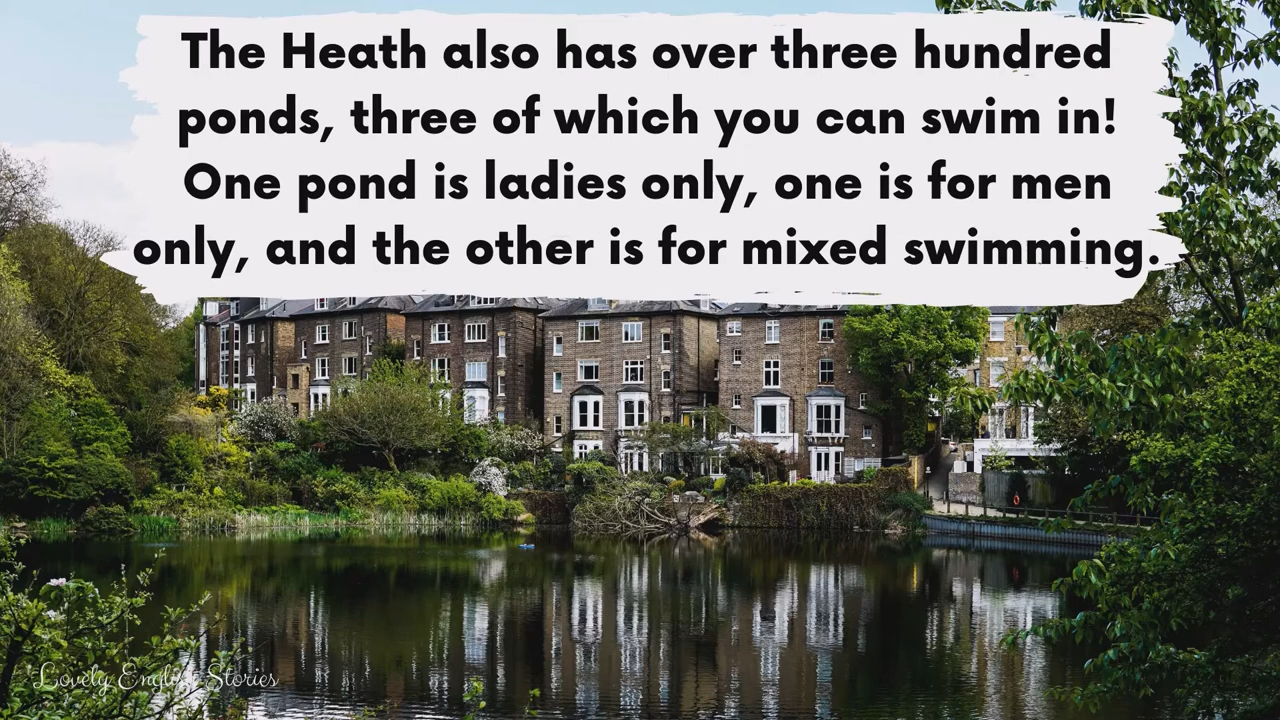 The Heath also has over three hundred
ponds, three of which you can swim in!
One pond is ladies only, one is for men
only, and the other is for mixed swimming.
Lovely English Stories